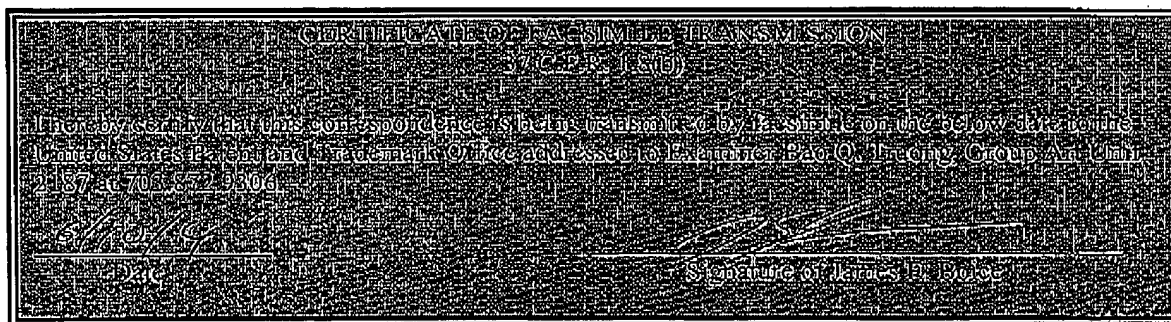 CERTIFICATE OF FACSIMILE TRANSMISSION
37 C.F.R. 1.8(b)
I hereby certify that this correspondence is being transmitted by facsimile on the below date to the
United States Patent and Trademark Office addressed to Examiner Bao Q. Truong, Group Art Unit
2187 at 703.872.9306.
Date
Signature of James E. Boice